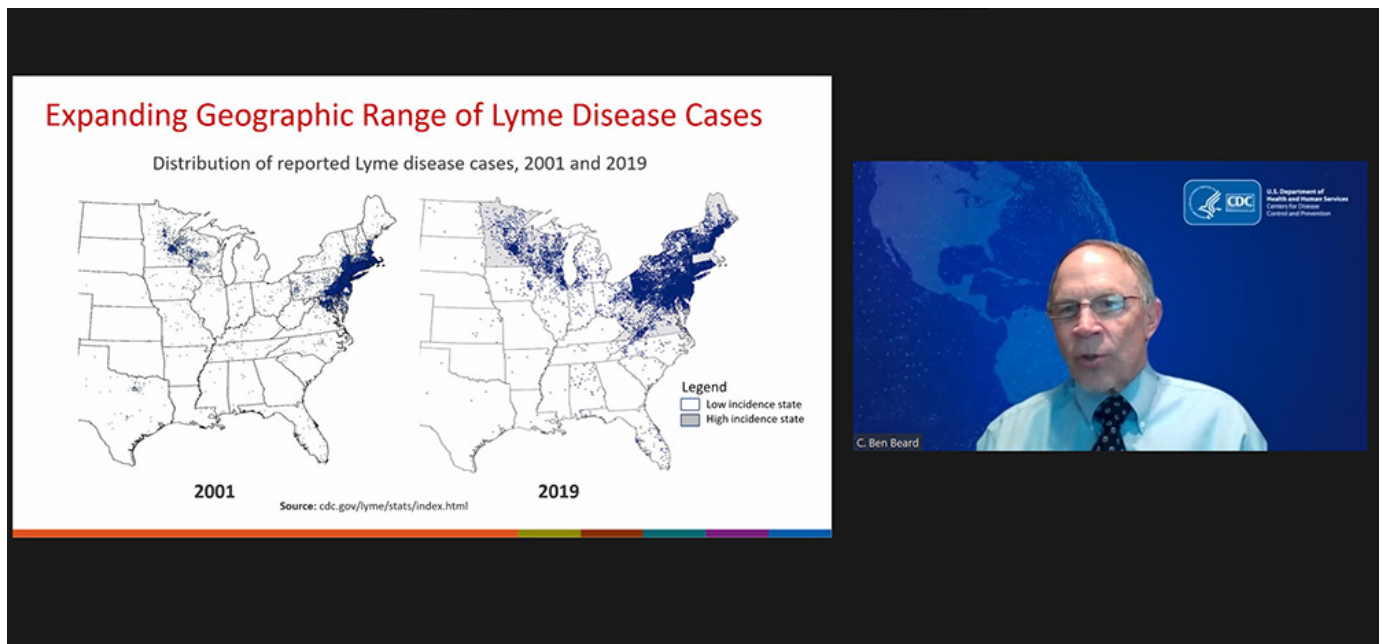 Expanding Geographic Range of Lyme Disease Cases
Distribution of reported Lyme disease cases, 2001 and 2019
Legend
Low incidence state
High incidence state
2001
2019
Source: cdc.gov/lyme/stats/index.html
CDC
U.S. Department of
Health and Human Services
Centers for Disease
Control and Prevention
C. Ben Beard